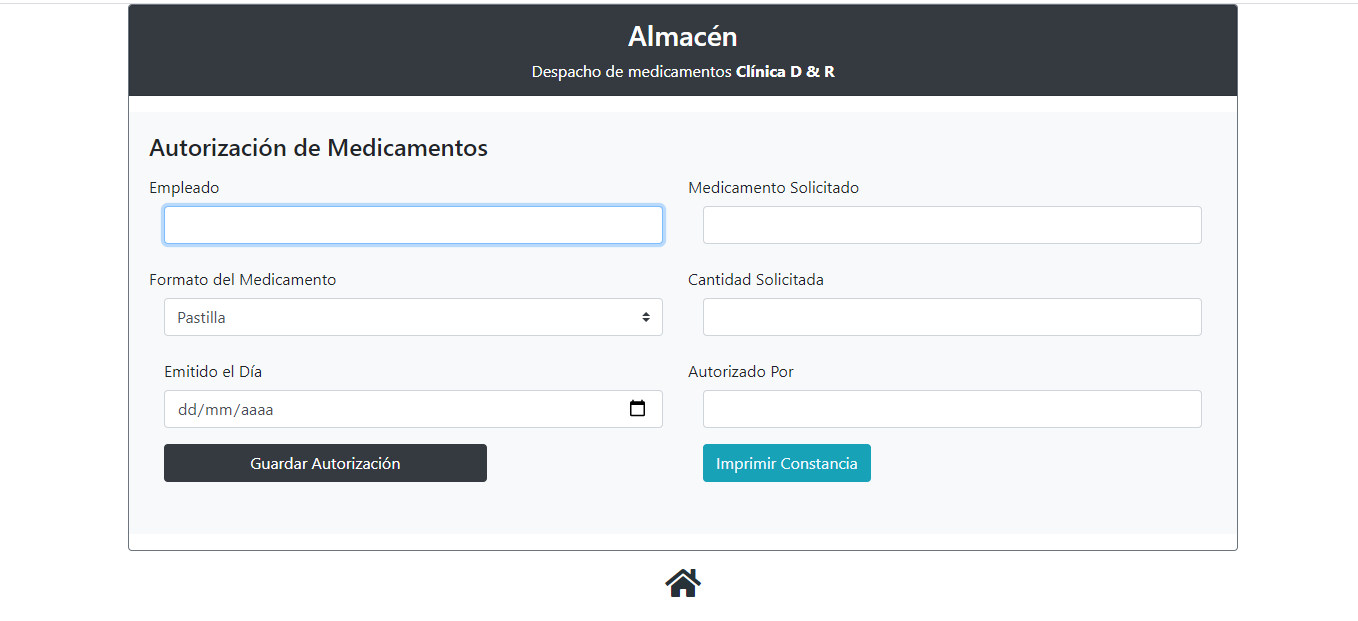 Almacén
Despacho de medicamentos Clínica D & R
Autorización de Medicamentos
Empleado
Medicamento Solicitado
Formato del Medicamento
Cantidad Solicitada
Pastilla
Emitido el Día
Autorizado Por
dd/mm/aaaa
Guardar Autorización
Imprimir Constancia